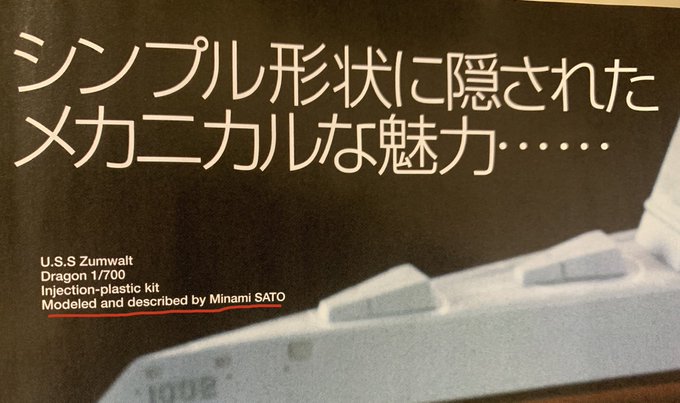 シンプル形状に隠された
メカニカルな魅力……
U.S.S Zumwalt
Dragon 1/700
Injection-plastic kit
Modeled and described by Minami SATO